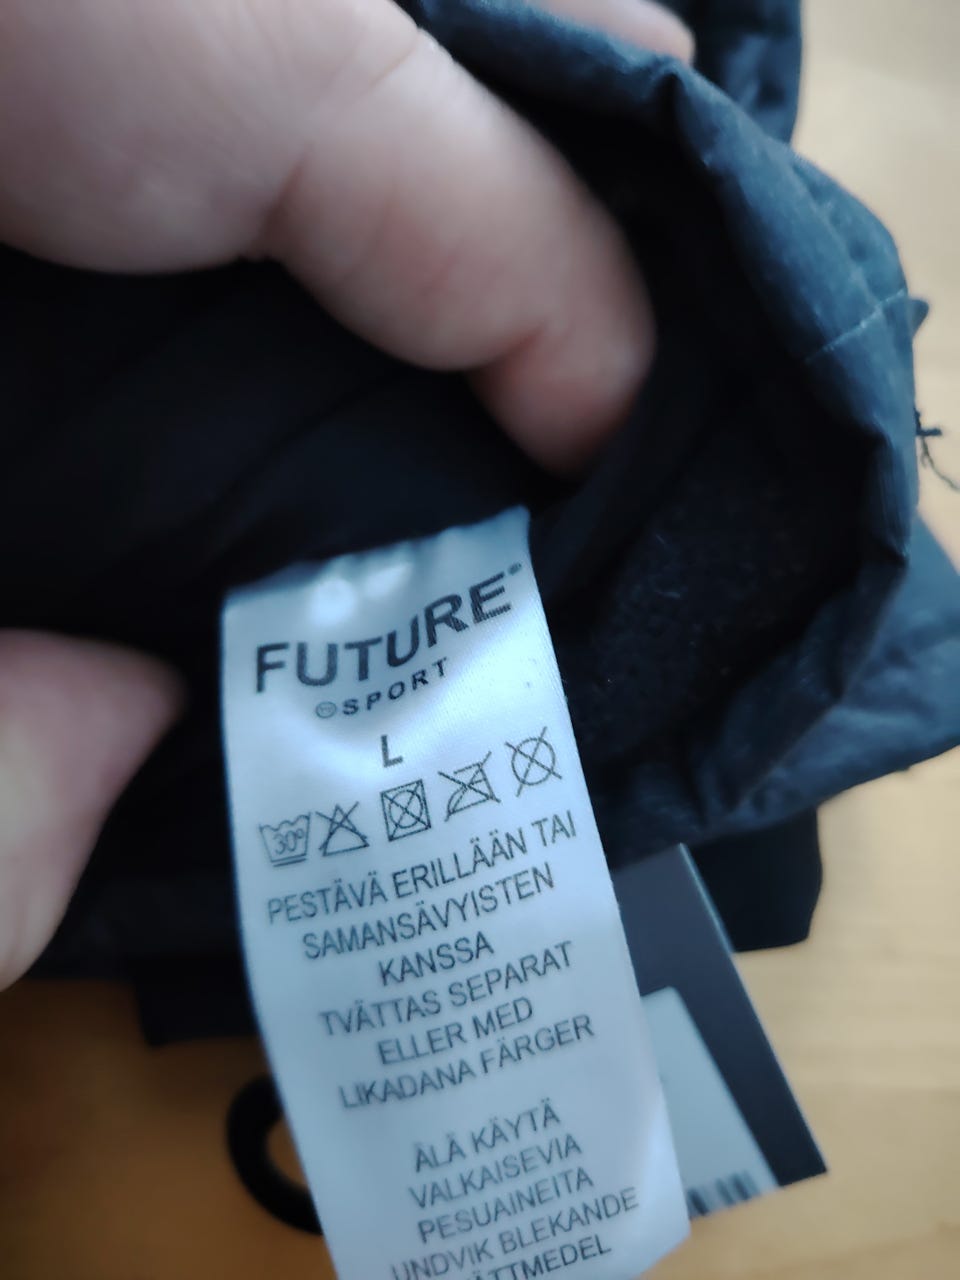 FUTURE®
SPORT
L
30°
PESTÄVÄ ERILLÄÄN TAI
SAMANSÄVYISTEN
KANSSA
TVÄTTAS SEPARAT
ELLER MED
LIKADANA FÄRGER
ÄLÄ KÄYTÄ
VALKAISEVIA
PESUAINEITA
UNDVIK BLEKANDE